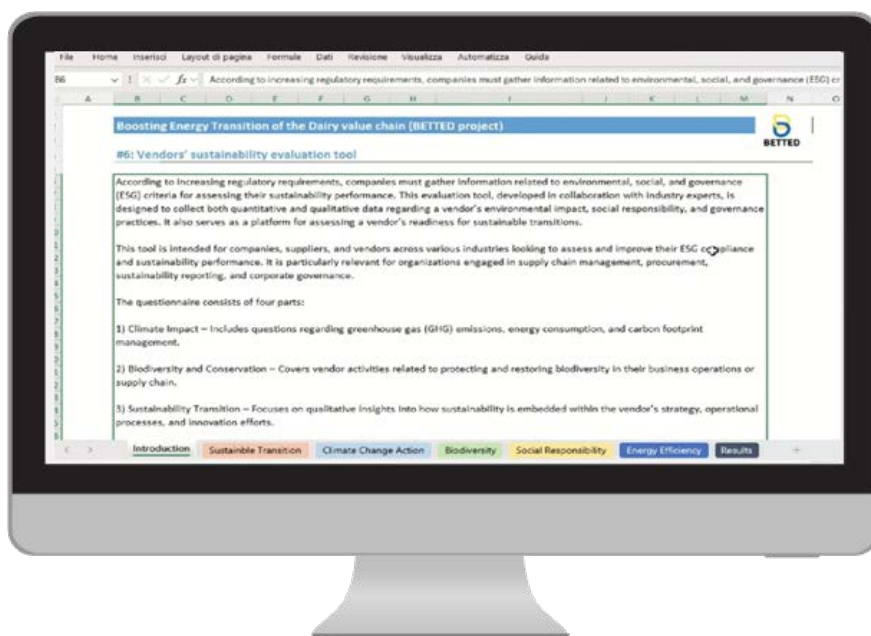 File Home Inserisci Layout di pagina Formule Dati Revisione Visualizza Automatizza Guida
B6 fx According to increasing regulatory requirements, companies must gather information related to environmental, social, and governance (ESG) cr
A B C D E F G H I J K L M N O
Boosting Energy Transition of the Dairy value chain (BETTED project)
BETTED
#6: Vendors' sustainability evaluation tool
According to increasing regulatory requirements, companies must gather information related to environmental, social, and governance
(ESG) criteria for assessing their sustainability performance. This evaluation tool, developed in collaboration with industry experts, is
designed to collect both quantitative and qualitative data regarding a vendor's environmental impact, social responsibility, and governance
practices. It also serves as a platform for assessing a vendor's readiness for sustainable transitions.
This tool is intended for companies, suppliers, and vendors across various industries looking to assess and improve their ESG compliance
and sustainability performance. It is particularly relevant for organizations engaged in supply chain management, procurement,
sustainability reporting, and corporate governance.
The questionnaire consists of four parts:
1) Climate Impact – Includes questions regarding greenhouse gas (GHG) emissions, energy consumption, and carbon footprint
management.
2) Biodiversity and Conservation – Covers vendor activities related to protecting and restoring biodiversity in their business operations or
supply chain.
3) Sustainability Transition – Focuses on qualitative insights into how sustainability is embedded within the vendor's strategy, operational
processes, and innovation efforts.
Introduction Sustainble Transition Climate Change Action Biodiversity Social Responsibility Energy Efficiency Results